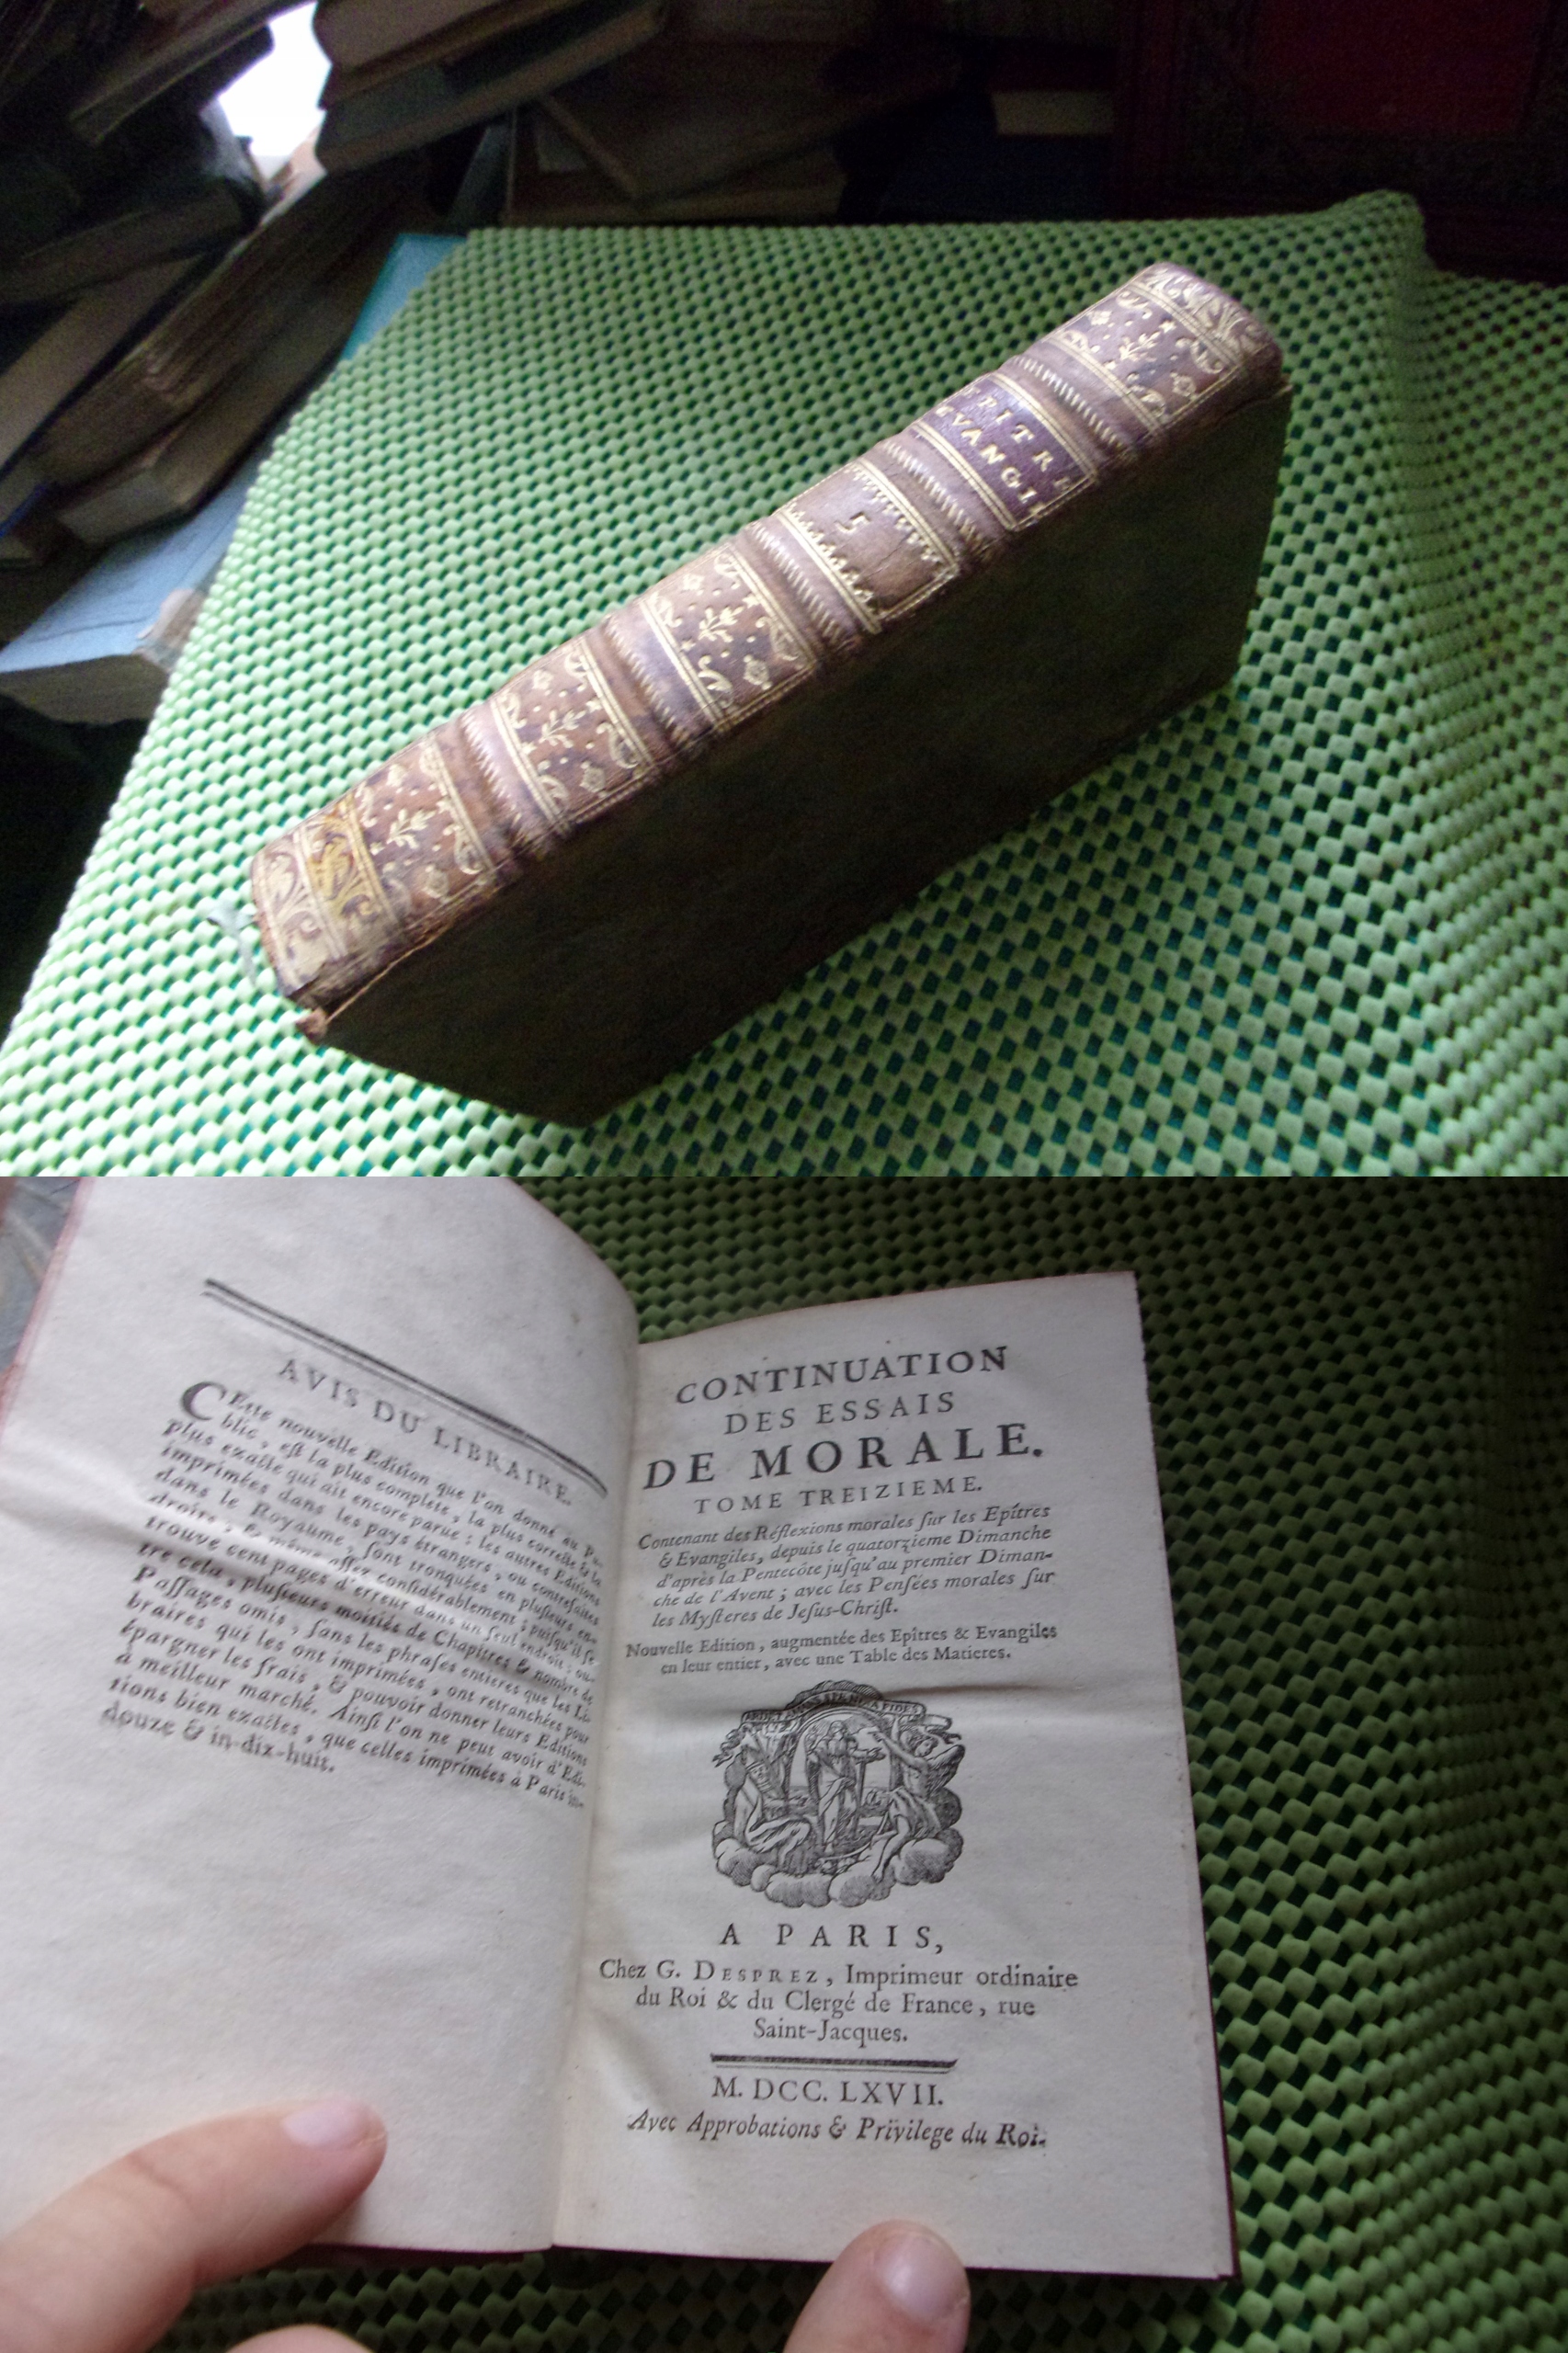 PITRE
EVANGI
5
AVIS DU LIBRAIRE.
CEtte nouvelle Edition que l'on donne au Pu-
blic, est la plus complete, la plus correcte & la
plus exacte qui ait encore parue : les autres Editions
imprimées dans les pays étrangers, ou contrefaites
dans le Royaume, sont tronquées en plusieurs en-
droits, & même assez considérablement ; puisqu'il se
trouve cent pages d'erreur dans un seul endroit ; ou-
tre cela, plusieurs moitiés de Chapitres & nombre de
Passages omis, sans les phrases entieres que les Li-
braires qui les ont imprimées, ont retranchées pour
épargner les frais, & pouvoir donner leurs Editions
à meilleur marché. Ainsi l'on ne peut avoir d'Edi-
tions bien exactes, que celles imprimées à Paris in-
douze & in-dix-huit.
CONTINUATION
DES ESSAIS
DE MORALE.
TOME TREIZIEME.
Contenant des Réflexions morales sur les Epîtres
& Evangiles, depuis le quatorzieme Dimanche
d'après la Pentecôte jusqu'au premier Diman-
che de l'Avent ; avec les Pensées morales sur
les Mysteres de Jesus-Christ.
Nouvelle Edition, augmentée des Epîtres & Evangiles
en leur entier, avec une Table des Matieres.
A PARIS,
Chez G. DESPREZ, Imprimeur ordinaire
du Roi & du Clergé de France, rue
Saint-Jacques.
M. DCC. LXVII.
Avec Approbations & Privilege du Roi.